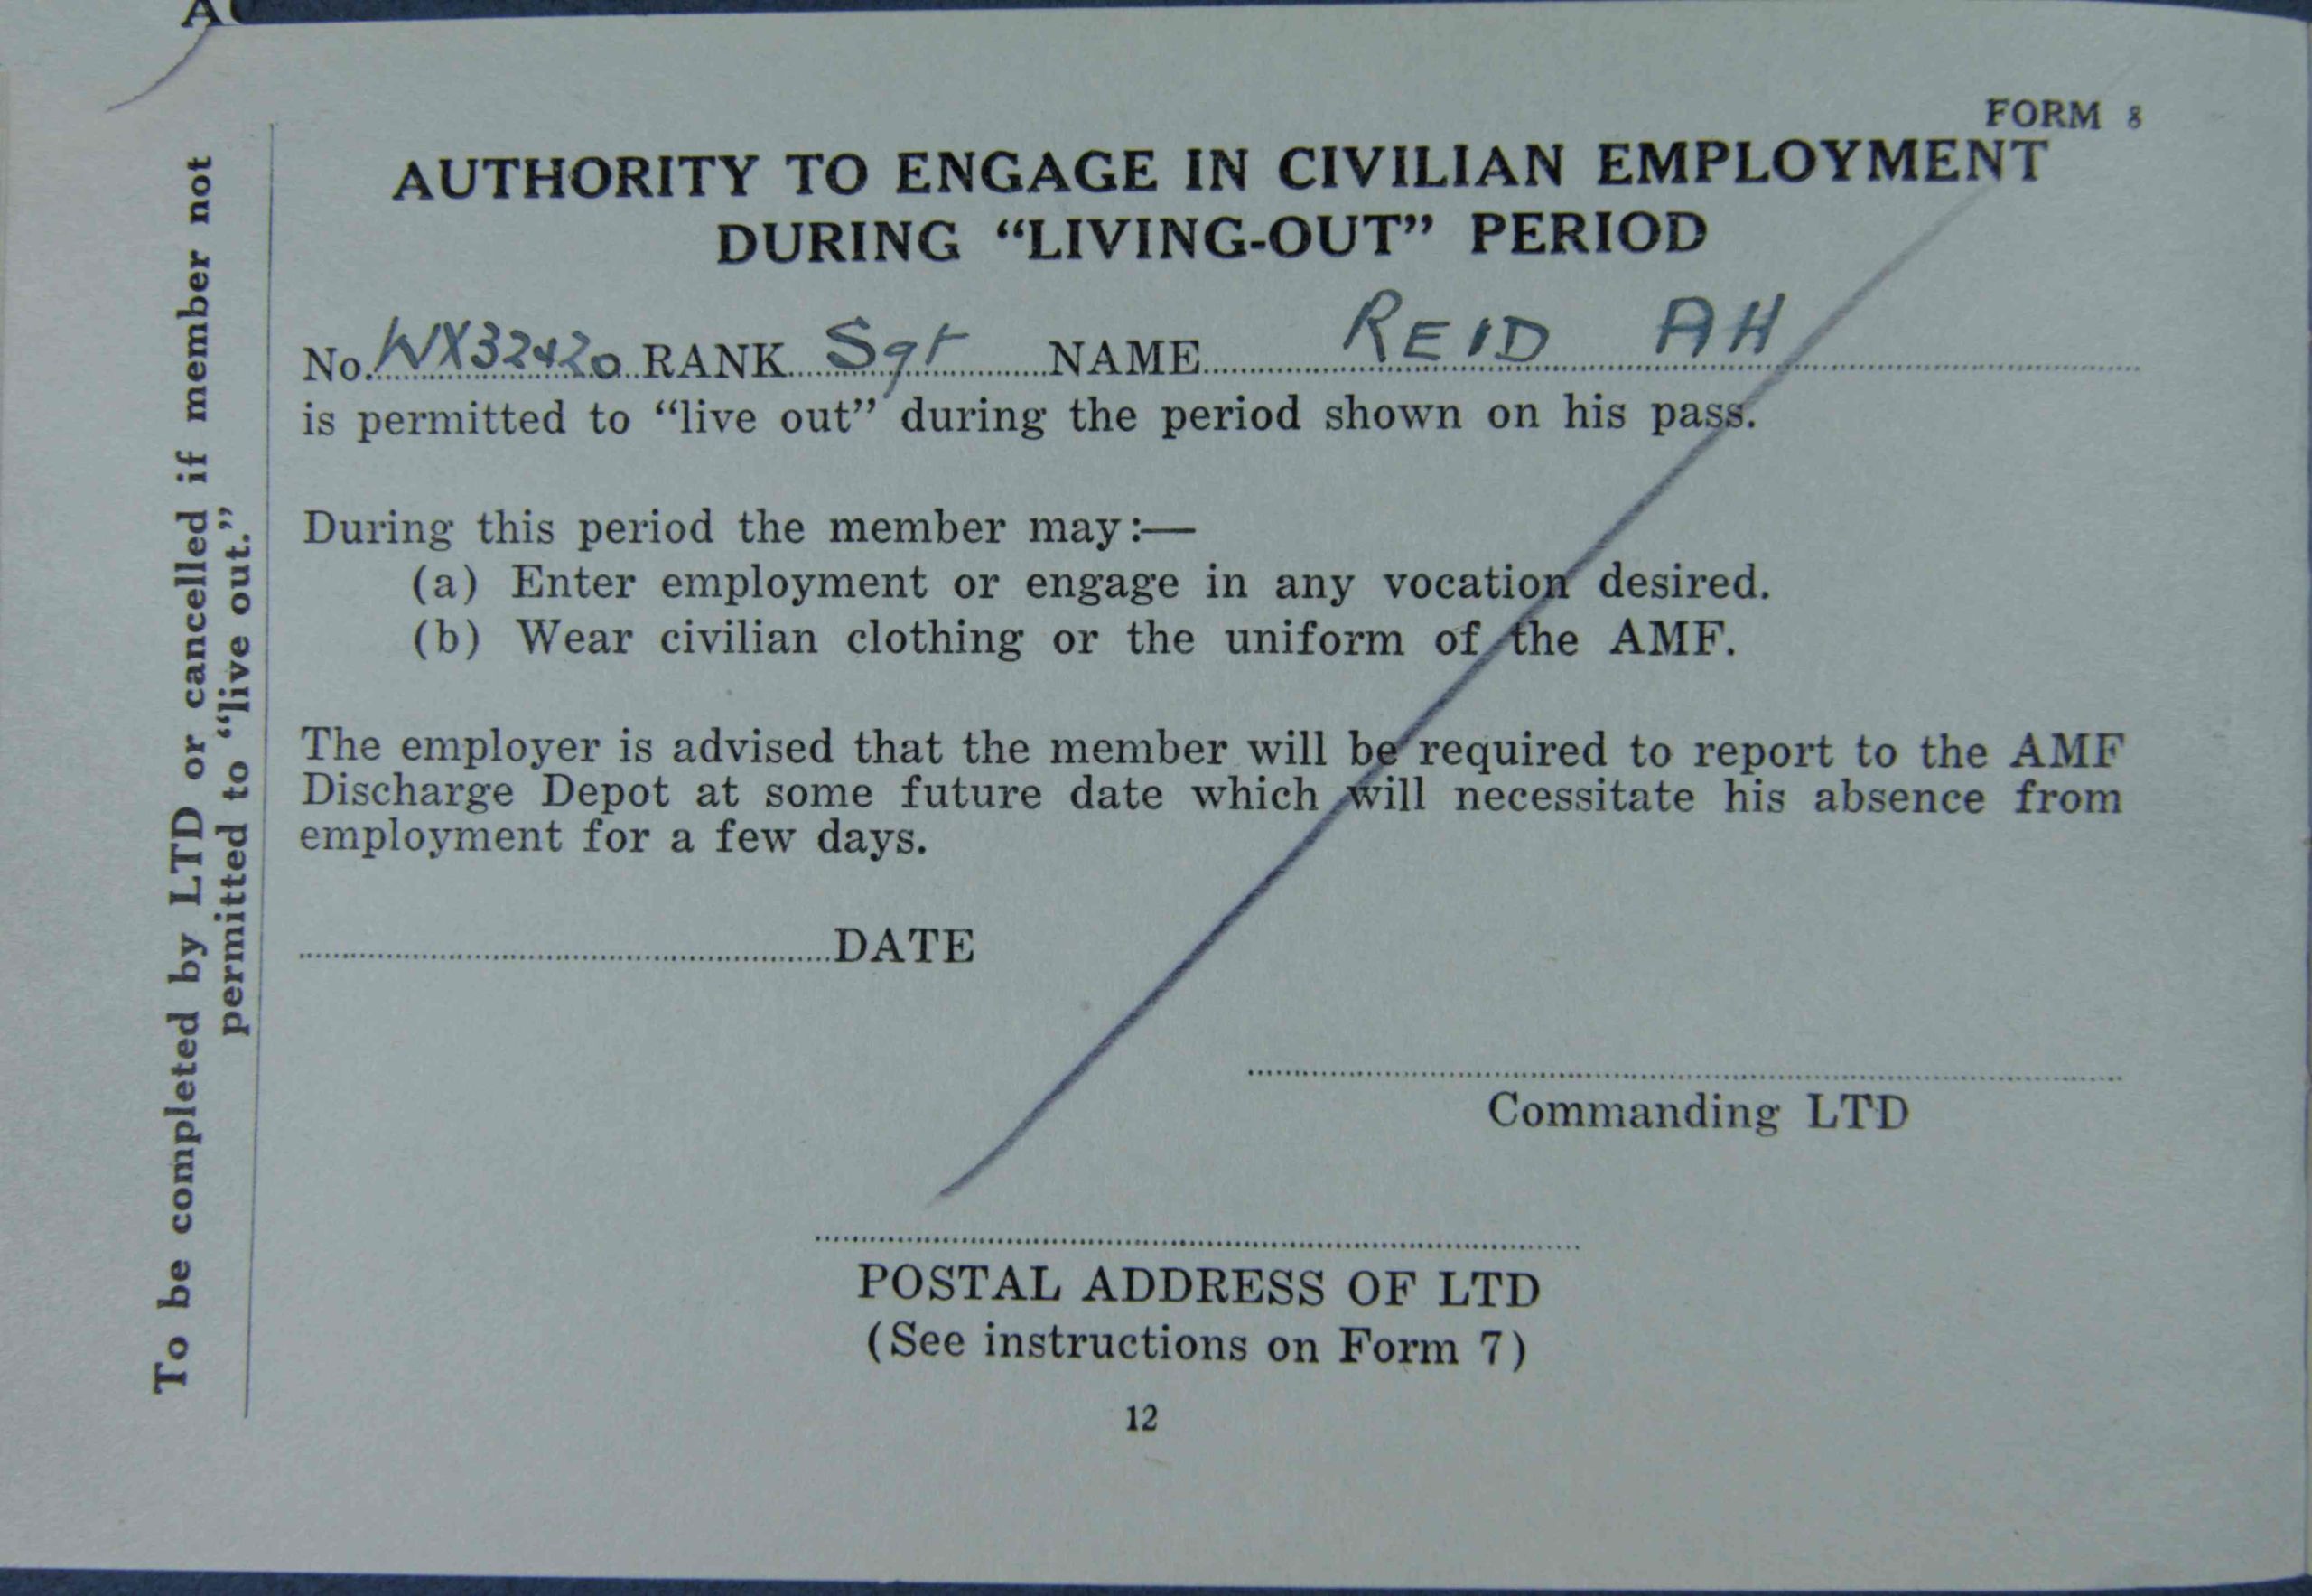 FORM 8
AUTHORITY TO ENGAGE IN CIVILIAN EMPLOYMENT
DURING “LIVING-OUT” PERIOD
No. WX32420 RANK Sgt NAME REID AH
is permitted to “live out” during the period shown on his pass.
During this period the member may:—
(a) Enter employment or engage in any vocation desired.
(b) Wear civilian clothing or the uniform of the AMF.
The employer is advised that the member will be required to report to the AMF
Discharge Depot at some future date which will necessitate his absence from
employment for a few days.
DATE
Commanding LTD
POSTAL ADDRESS OF LTD
(See instructions on Form 7)
12
To be completed by LTD or cancelled if member not
permitted to “live out.”